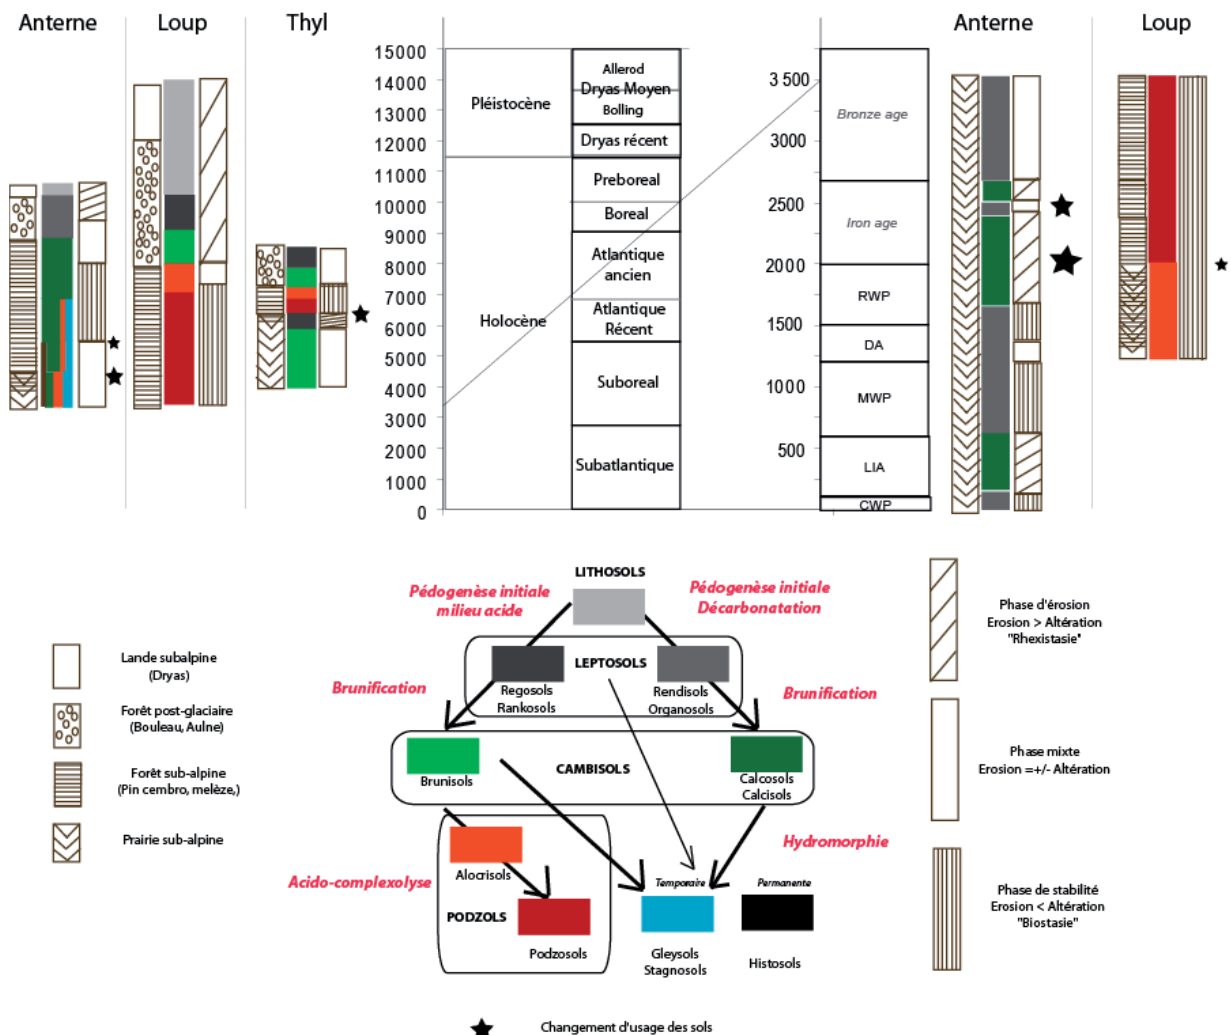 Anterne
Loup
Thyl
Anterne
Loup
15000
14000
13000
12000
11000
10000
9000
8000
7000
6000
5000
4000
3000
2000
1000
0
Pléistocène
Holocène
Allerod
Dryas Moyen
Bolling
Dryas récent
Preboreal
Boreal
Atlantique
ancien
Atlantique
Récent
Suboreal
Subatlantique
3 500
3000
2500
2000
1500
1000
500
Bronze age
Iron age
RWP
DA
MWP
LIA
CWP
Lande subalpine
(Dryas)
Forêt post-glaciaire
(Bouleau, Aulne)
Forêt sub-alpine
(Pin cembro, melèze,)
Prairie sub-alpine
LITHOSOLS
Pédogenèse initiale
milieu acide
Pédogenèse initiale
Décarbonatation
LEPTOSOLS
Regosols
Rankosols
Rendisols
Organosols
Brunification
Brunification
CAMBISOLS
Brunisols
Calcosols
Calcisols
Hydromorphie
Acido-complexolyse
Alocrisols
PODZOLS
Podzosols
Temporaire
Permanente
Gleysols
Stagnosols
Histosols
Phase d'érosion
Erosion > Altération
"Rhexistasie"
Phase mixte
Erosion =+/- Altération
Phase de stabilité
Erosion < Altération
"Biostasie"
Changement d'usage des sols